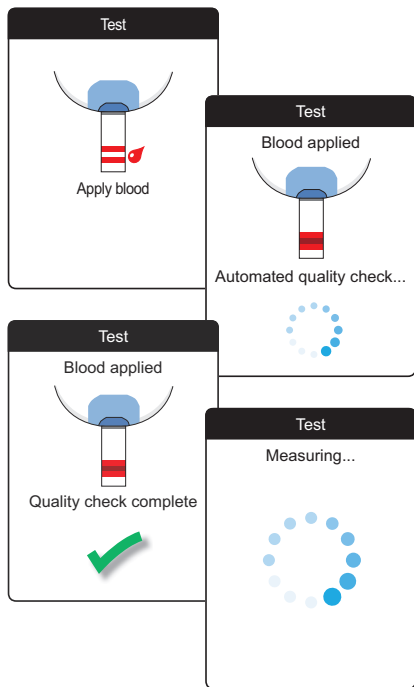 Test
Apply blood
Test
Blood applied
Automated quality check...
Test
Blood applied
Quality check complete
Test
Measuring...